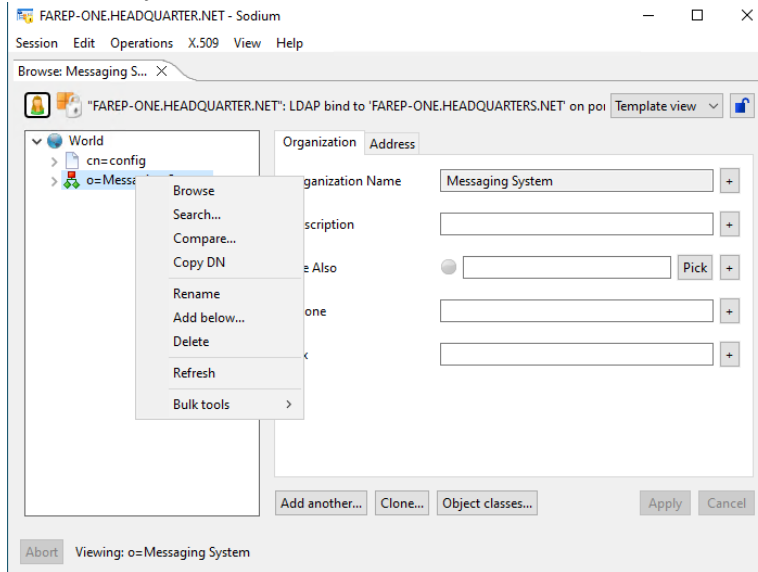 FAREP-ONE.HEADQUARTER.NET - Sodium
Session Edit Operations X.509 View Help
Browse: Messaging S...
"FAREP-ONE.HEADQUARTER.NET": LDAP bind to 'FAREP-ONE.HEADQUARTERS.NET' on por Template view
World
cn=config
o=Messa
Browse
Search...
Compare...
Copy DN
Rename
Add below...
Delete
Refresh
Bulk tools
Organization Address
rganization Name Messaging System +
scription +
e Also Pick +
one +
x +
Add another... Clone... Object classes... Apply Cancel
Abort Viewing: o=Messaging System